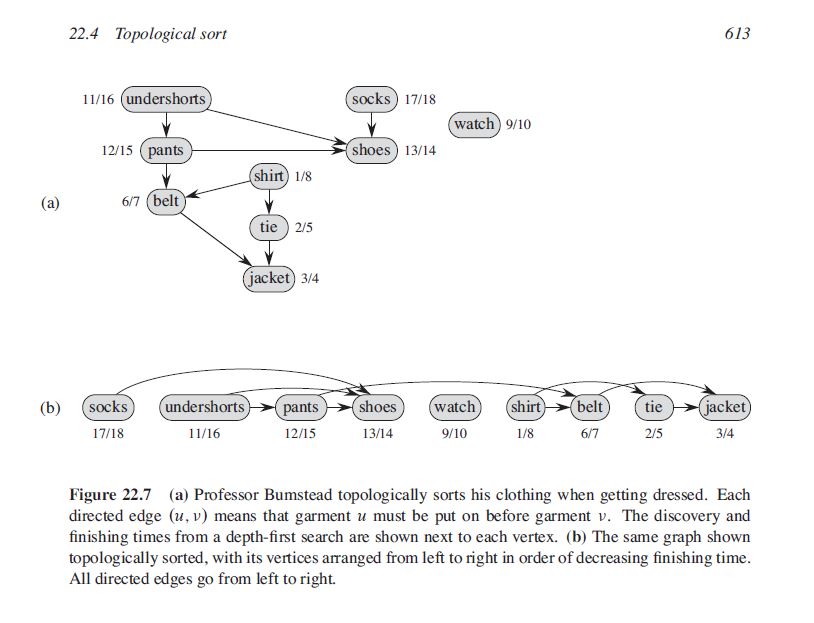 22.4 Topological sort 613
11/16 undershorts socks 17/18
watch 9/10
12/15 pants shoes 13/14
shirt 1/8
(a) 6/7 belt
tie 2/5
jacket 3/4
(b) socks undershorts pants shoes watch shirt belt tie jacket
17/18 11/16 12/15 13/14 9/10 1/8 6/7 2/5 3/4
Figure 22.7 (a) Professor Bumstead topologically sorts his clothing when getting dressed. Each
directed edge (u, v) means that garment u must be put on before garment v. The discovery and
finishing times from a depth-first search are shown next to each vertex. (b) The same graph shown
topologically sorted, with its vertices arranged from left to right in order of decreasing finishing time.
All directed edges go from left to right.